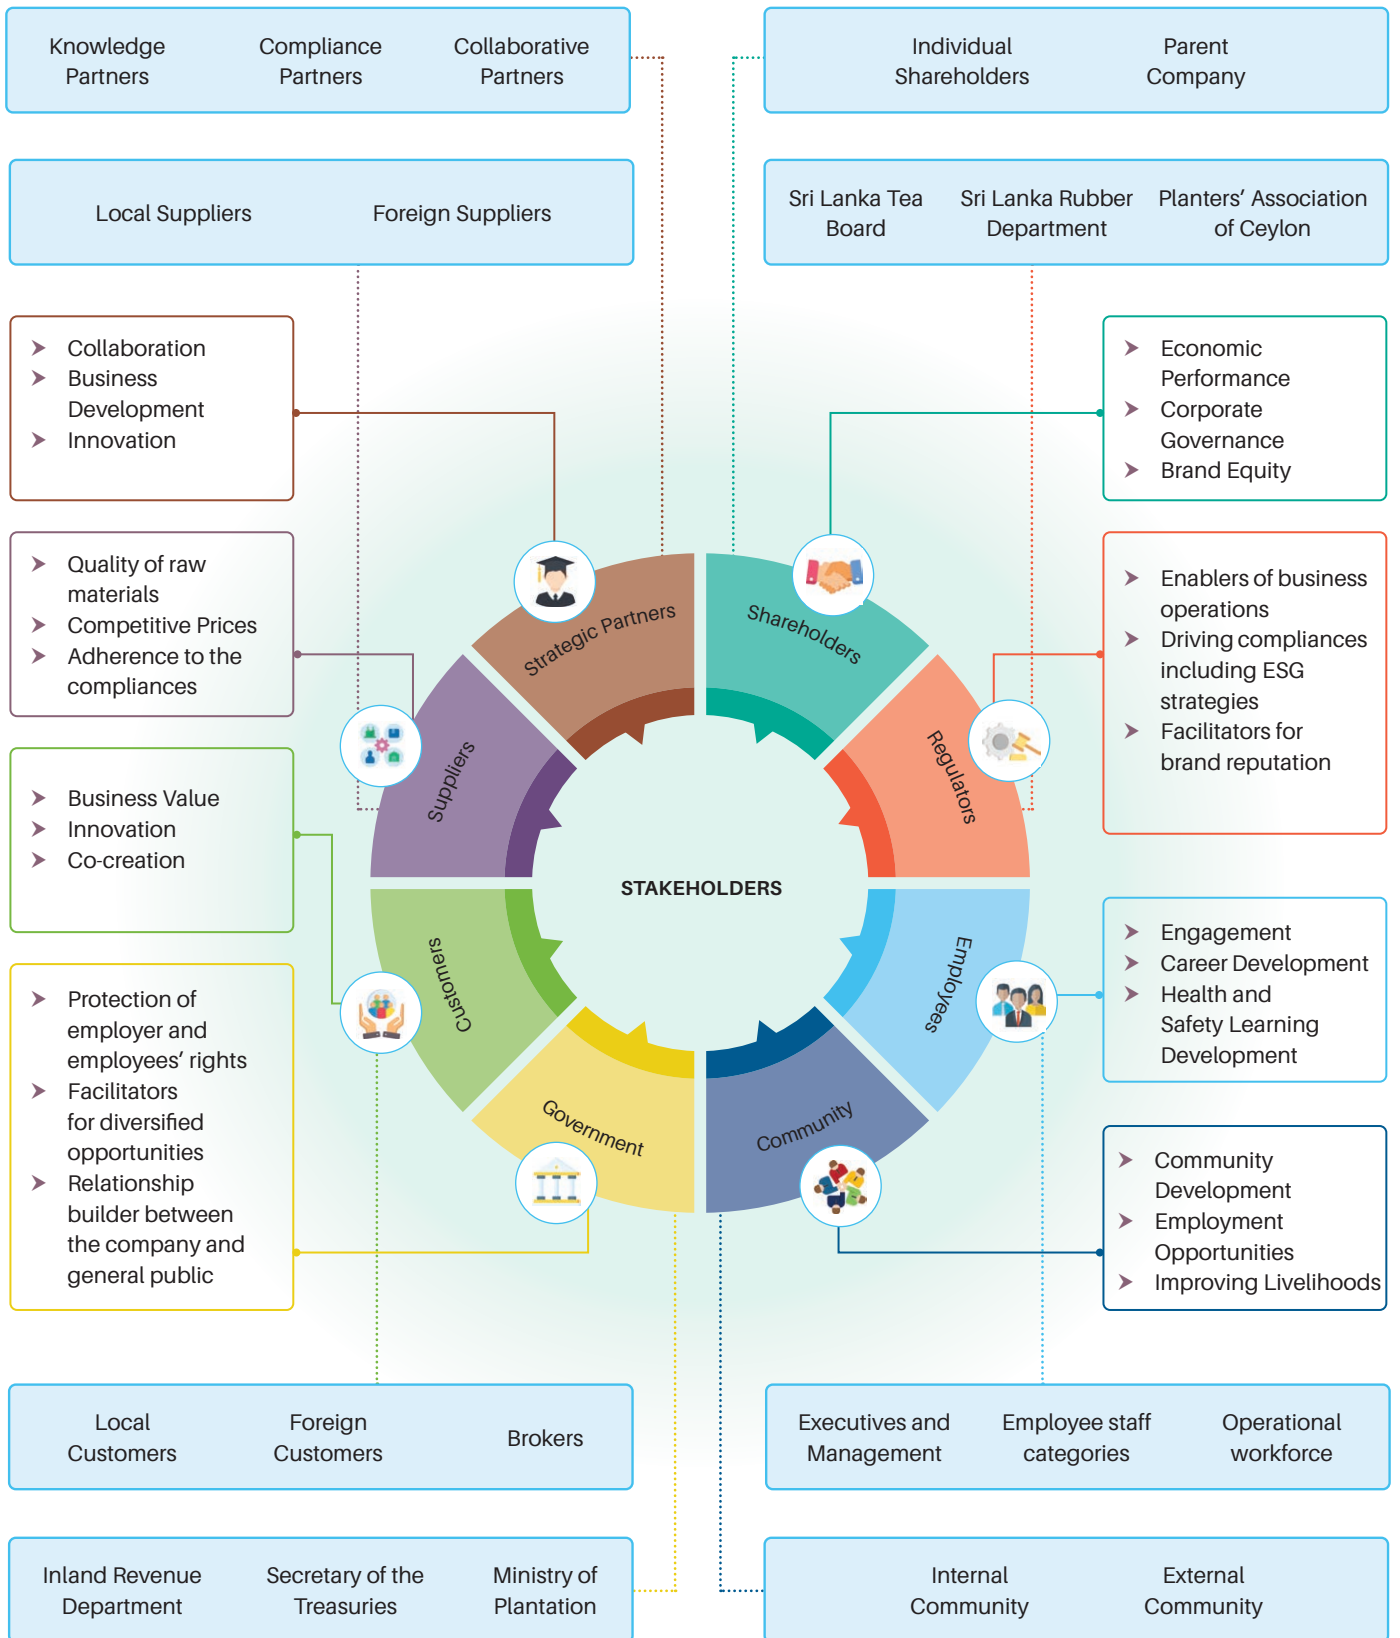 Knowledge
Partners
Compliance
Partners
Collaborative
Partners
Individual
Shareholders
Parent
Company
Local Suppliers
Foreign Suppliers
Sri Lanka Tea
Board
Sri Lanka Rubber
Department
Planters’ Association
of Ceylon
➤ Collaboration
➤ Business
Development
➤ Innovation
➤ Economic
Performance
➤ Corporate
Governance
➤ Brand Equity
➤ Quality of raw
materials
➤ Competitive Prices
➤ Adherence to the
compliances
➤ Enablers of business
operations
➤ Driving compliances
including ESG
strategies
➤ Facilitators for
brand reputation
Strategic Partners
Shareholders
Suppliers
Regulators
STAKEHOLDERS
Customers
Employees
Government
Community
➤ Business Value
➤ Innovation
➤ Co-creation
➤ Engagement
➤ Career Development
➤ Health and
Safety Learning
Development
➤ Protection of
employer and
employees’ rights
➤ Facilitators
for diversified
opportunities
➤ Relationship
builder between
the company and
general public
➤ Community
Development
➤ Employment
Opportunities
➤ Improving Livelihoods
Local
Customers
Foreign
Customers
Brokers
Executives and
Management
Employee staff
categories
Operational
workforce
Inland Revenue
Department
Secretary of the
Treasuries
Ministry of
Plantation
Internal
Community
External
Community